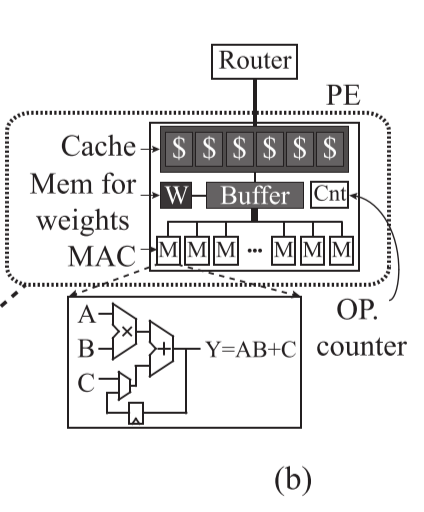 Router
PE
Cache
$ $ $ $ $ $
Mem for
weights
W
Buffer
Cnt
MAC
M M M ... M M M
OP.
counter
A
×
B
+
Y=AB+C
C
(b)